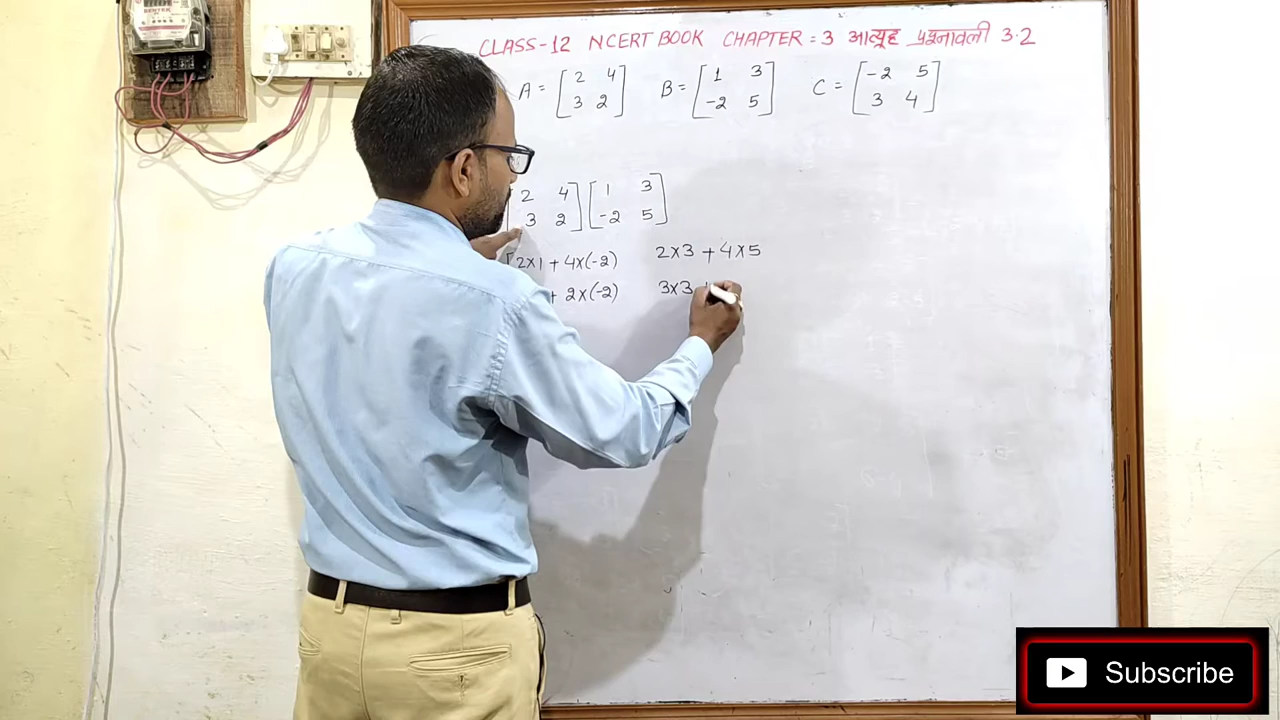 CLASS-12 NCERT BOOK CHAPTER = 3 आव्यूह प्रश्नावली 3.2
A = [2 4 B = [1 3 C = [-2 5
3 2] -2 5] 3 4]
[2 4] [1 3]
[3 2] [-2 5]
[2x1 + 4x(-2) 2x3 + 4x5
+ 2x(-2) 3x3
Subscribe